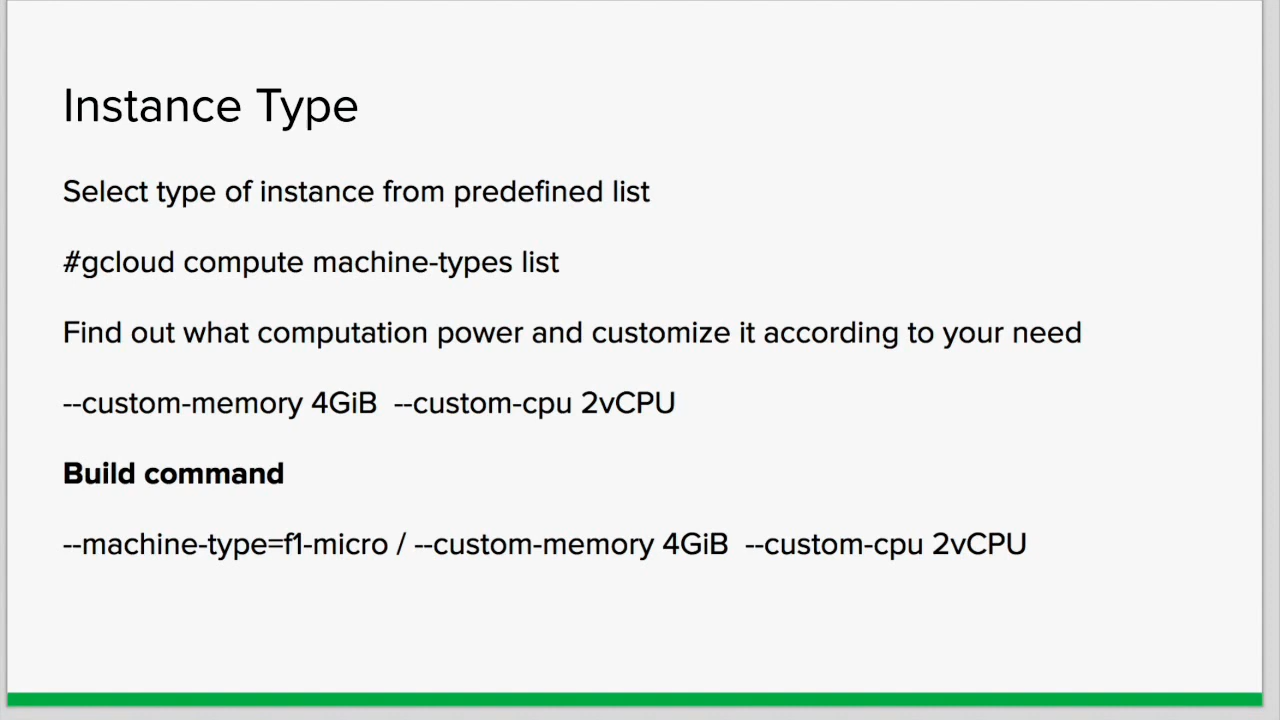 Instance Type
Select type of instance from predefined list
#gcloud compute machine-types list
Find out what computation power and customize it according to your need
--custom-memory 4GiB  --custom-cpu 2vCPU
Build command
--machine-type=f1-micro / --custom-memory 4GiB  --custom-cpu 2vCPU